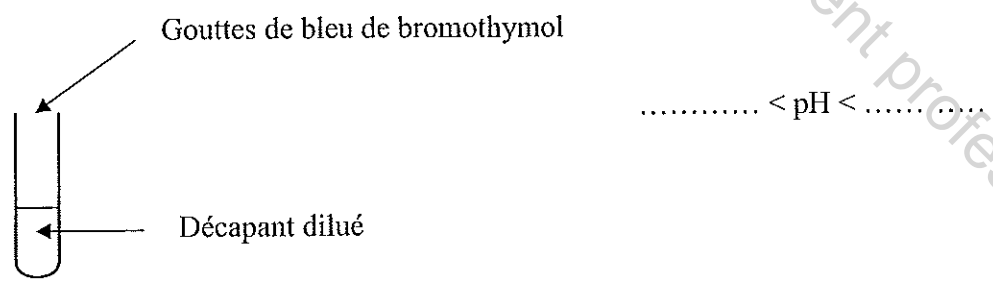 Gouttes de bleu de bromothymol
............ < pH < ............
Décapant dilué